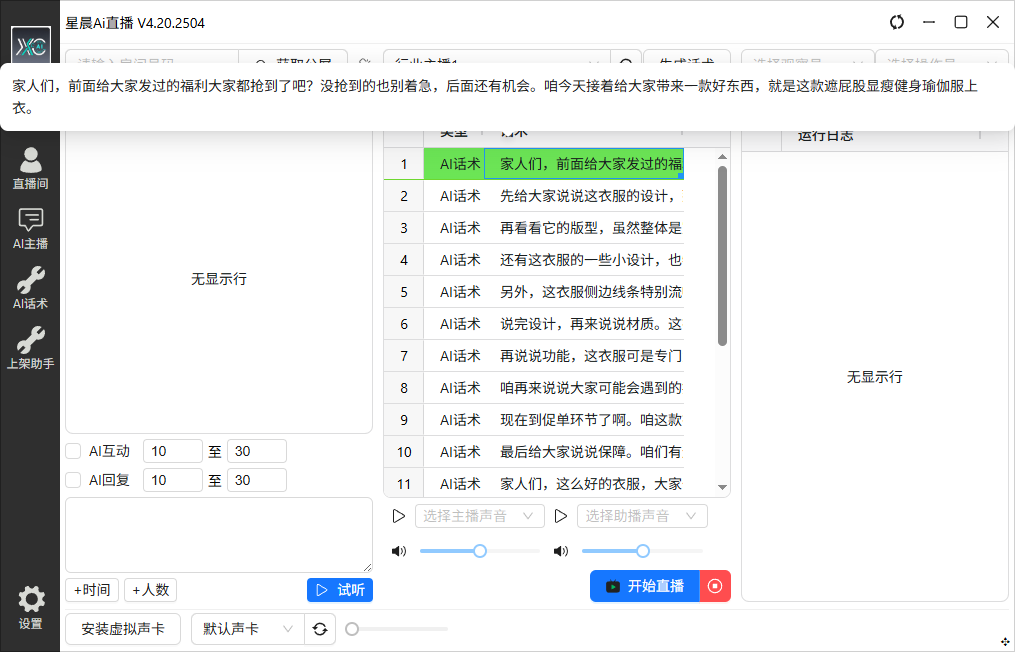 星晨Ai直播 V4.20.2504
XC AI
家人们，前面给大家发过的福利大家都抢到了吧？没抢到的也别着急，后面还有机会。咱今天接着给大家带来一款好东西，就是这款遮屁股显瘦健身瑜伽服上
衣。
类型 话术
运行日志
直播间
AI主播
AI话术
上架助手
设置
无显示行
1 AI话术 家人们，前面给大家发过的福
2 AI话术 先给大家说说这衣服的设计，
3 AI话术 再看看它的版型，虽然整体是
4 AI话术 还有这衣服的一些小设计，也
5 AI话术 另外，这衣服侧边线条特别流
6 AI话术 说完设计，再来说说材质。这
7 AI话术 再说说功能，这衣服可是专门
8 AI话术 咱再来说说大家可能会遇到的
9 AI话术 现在到促单环节了啊。咱这款
10 AI话术 最后给大家说说保障。咱们有
11 AI话术 家人们，这么好的衣服，大家
无显示行
AI互动 10 至 30
AI回复 10 至 30
选择主播声音 选择助播声音
+时间 +人数 试听
开始直播
安装虚拟声卡 默认声卡